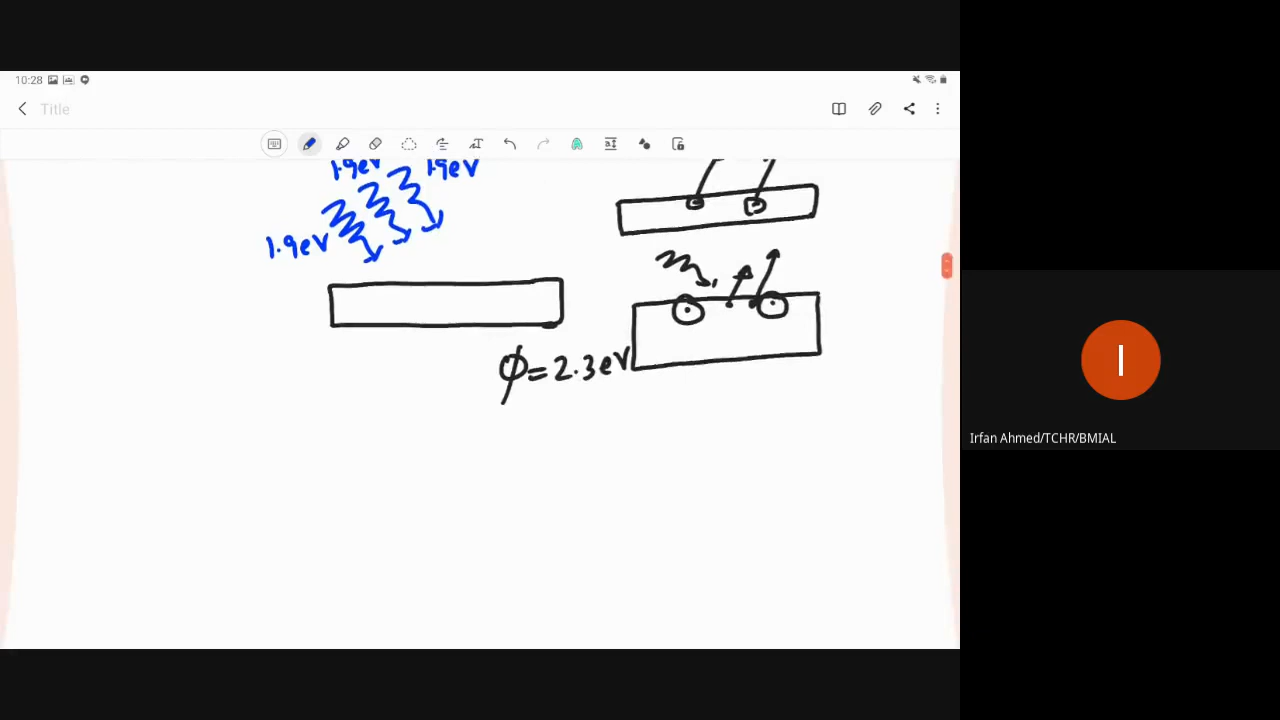 10:28
Title
1.9eV 1.9eV
1.9eV
φ=2.3eV
I
Irfan Ahmed/TCHR/BMIAL